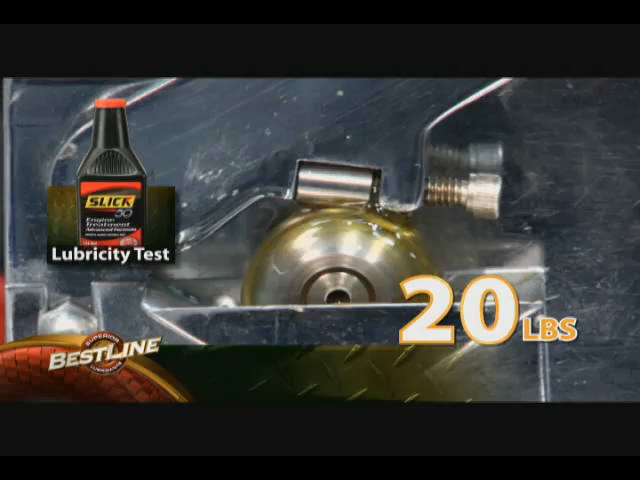 SLICK
50
Engine
Treatment
Advanced Formula
Lubricity Test
20 LBS
SUPERIOR
BESTLINE
LUBRICANTS